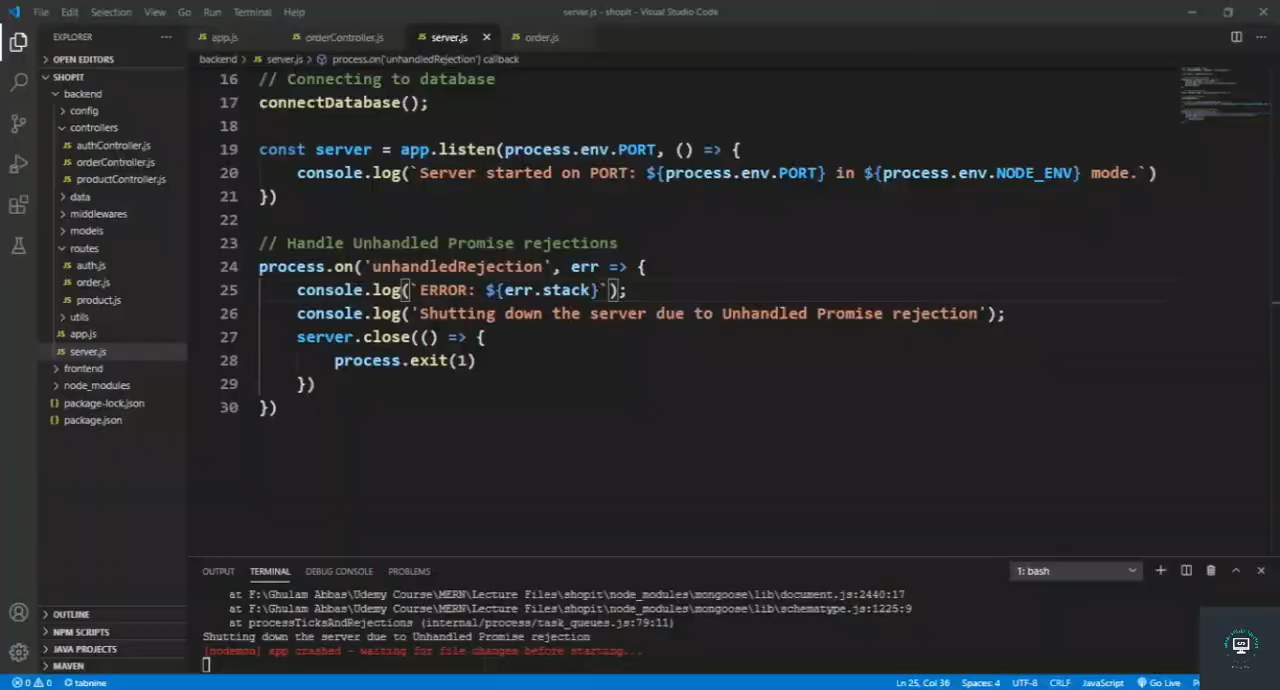 File Edit Selection View Go Run Terminal Help
server.js - shopit - Visual Studio Code
EXPLORER
OPEN EDITORS
SHOPIT
backend
config
controllers
authController.js
orderController.js
productController.js
data
middlewares
models
routes
auth.js
order.js
product.js
utils
app.js
server.js
frontend
node_modules
package-lock.json
package.json
OUTLINE
NPM SCRIPTS
JAVA PROJECTS
MAVEN
app.js orderController.js server.js order.js
backend > server.js > process.on('unhandledRejection') callback
16 // Connecting to database
17 connectDatabase();
18
19 const server = app.listen(process.env.PORT, () => {
20 console.log(`Server started on PORT: ${process.env.PORT} in ${process.env.NODE_ENV} mode.`)
21 })
22
23 // Handle Unhandled Promise rejections
24 process.on('unhandledRejection', err => {
25 console.log(`ERROR: ${err.stack}`);
26 console.log('Shutting down the server due to Unhandled Promise rejection');
27 server.close(() => {
28 process.exit(1)
29 })
30 })
OUTPUT TERMINAL DEBUG CONSOLE PROBLEMS
1: bash
at F:\Ghulam Abbas\Udemy Course\MERN\Lecture Files\shopit\node_modules\mongoose\lib\document.js:2440:17
at F:\Ghulam Abbas\Udemy Course\MERN\Lecture Files\shopit\node_modules\mongoose\lib\schematype.js:1225:9
at processTicksAndRejections (internal/process/task_queues.js:79:11)
Shutting down the server due to Unhandled Promise rejection
[nodemon] app crashed - waiting for file changes before starting...
0 0 tabnine
Ln 25, Col 36 Spaces: 4 UTF-8 CRLF JavaScript Go Live